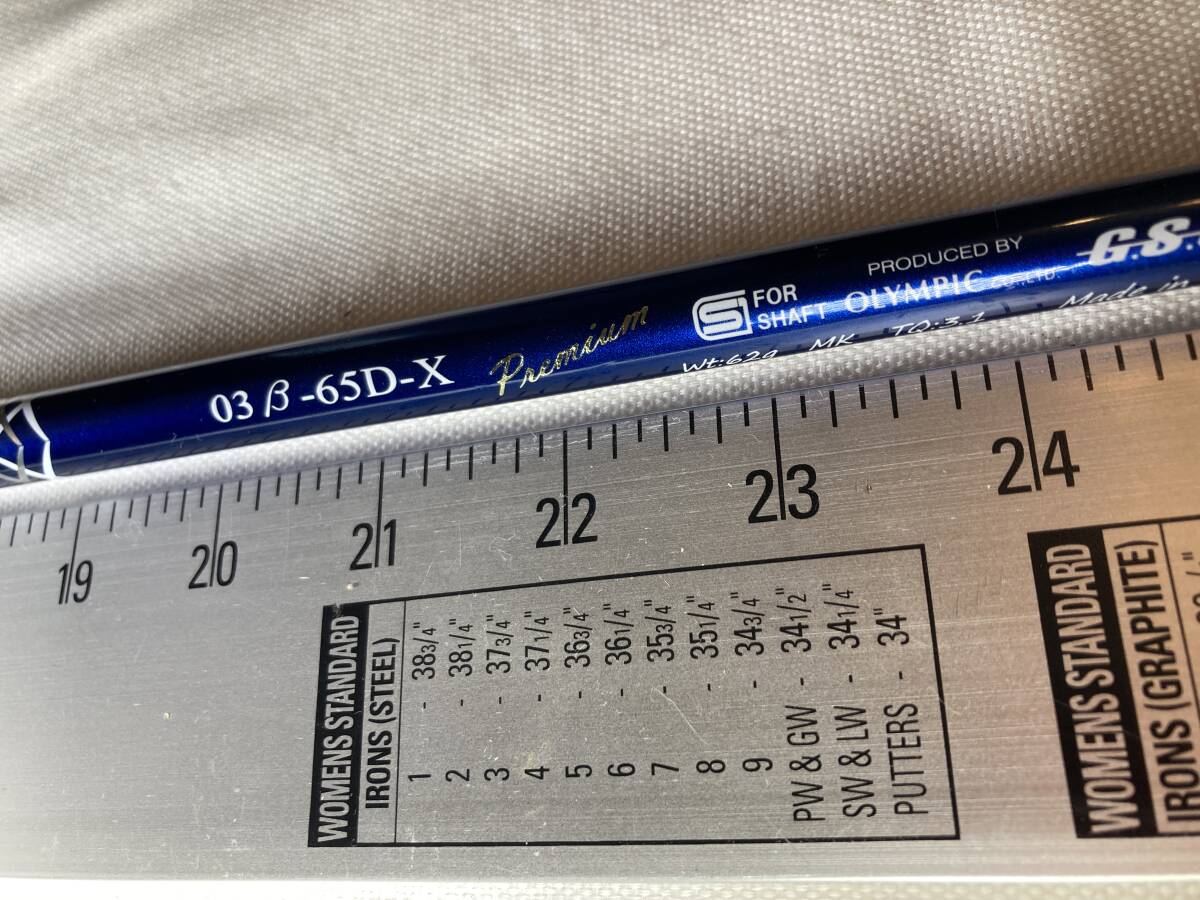 03 β -65D-X Premium
FOR SHAFT
PRODUCED BY
OLYMPIC CO.,LTD.
G.S.
Wt:62g MK TQ:3.1 Made in
19 20 21 22 23 24
WOMENS STANDARD
IRONS (STEEL)
1 - 38 3/4"
2 - 38 1/4"
3 - 37 3/4"
4 - 37 1/4"
5 - 36 3/4"
6 - 36 1/4"
7 - 35 3/4"
8 - 35 1/4"
9 - 34 3/4"
PW & GW - 34 1/2"
SW & LW - 34 1/4"
PUTTERS - 34"
WOMENS STANDARD
IRONS (GRAPHITE)